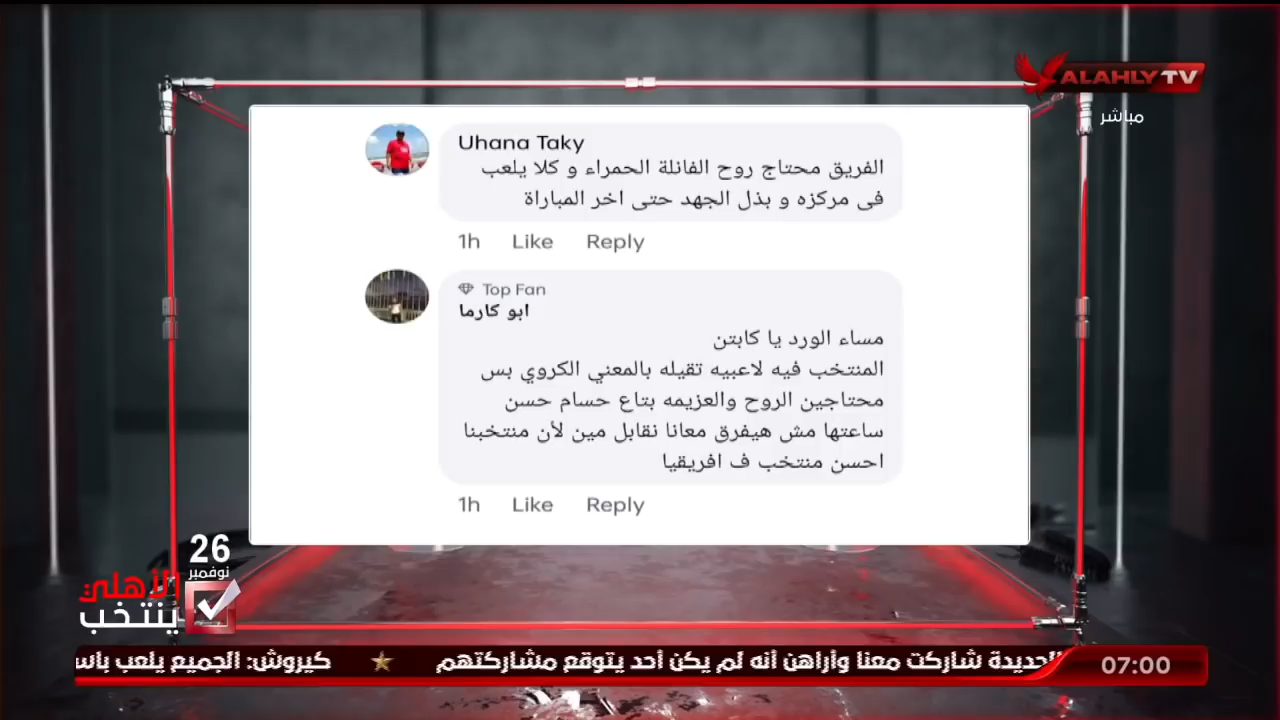 ALAHLY TV
مباشر
Uhana Taky
الفريق محتاج روح الفانلة الحمراء و كلا يلعب
فى مركزه و بذل الجهد حتى اخر المباراة
1h Like Reply
Top Fan
ابو كارما
مساء الورد يا كابتن
المنتخب فيه لاعبيه تقيله بالمعني الكروي بس
محتاجين الروح والعزيمه بتاع حسام حسن
ساعتها مش هيفرق معانا نقابل مين لأن منتخبنا
احسن منتخب ف افريقيا
1h Like Reply
26
نوفمبر
الأهلي
ينتخب
الجديدة شاركت معنا وأراهن أنه لم يكن أحد يتوقع مشاركتهم ★ كيروش: الجميع يلعب
07:00